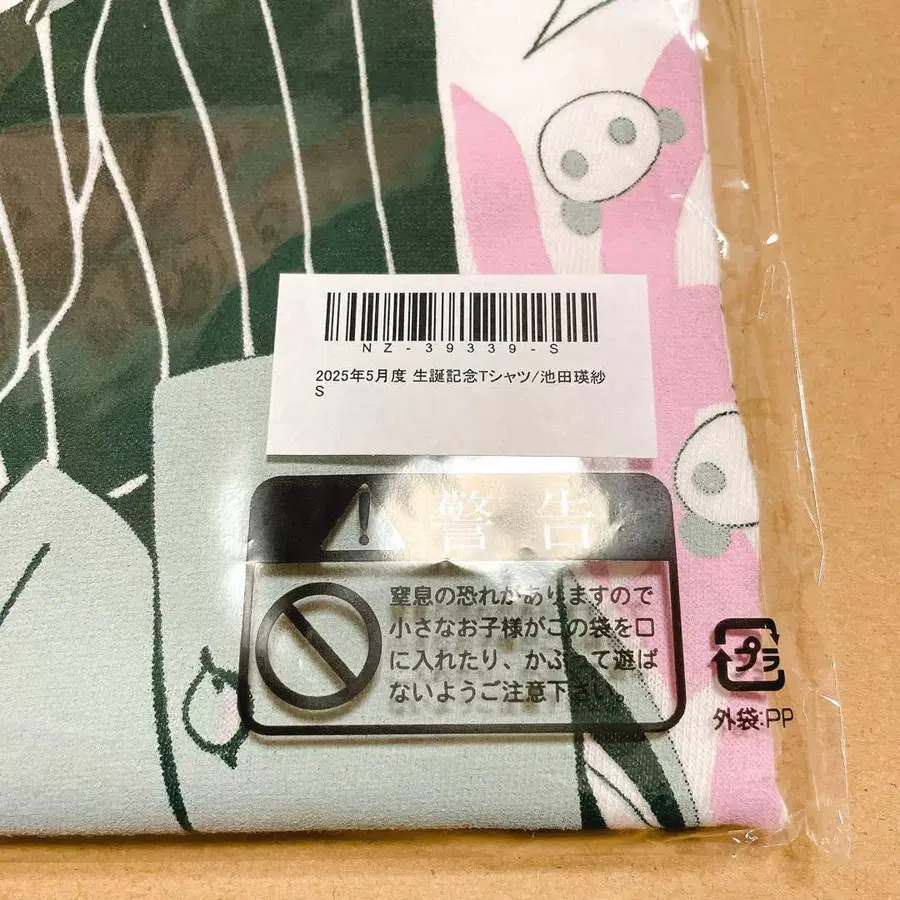 NZ-39339-S
2025年5月度 生誕記念Tシャツ/池田瑛紗
S
警告
窒息の恐れがありますので
小さなお子様がこの袋を口
に入れたり、かぶって遊ば
ないようご注意下さい。
プラ
外袋:PP